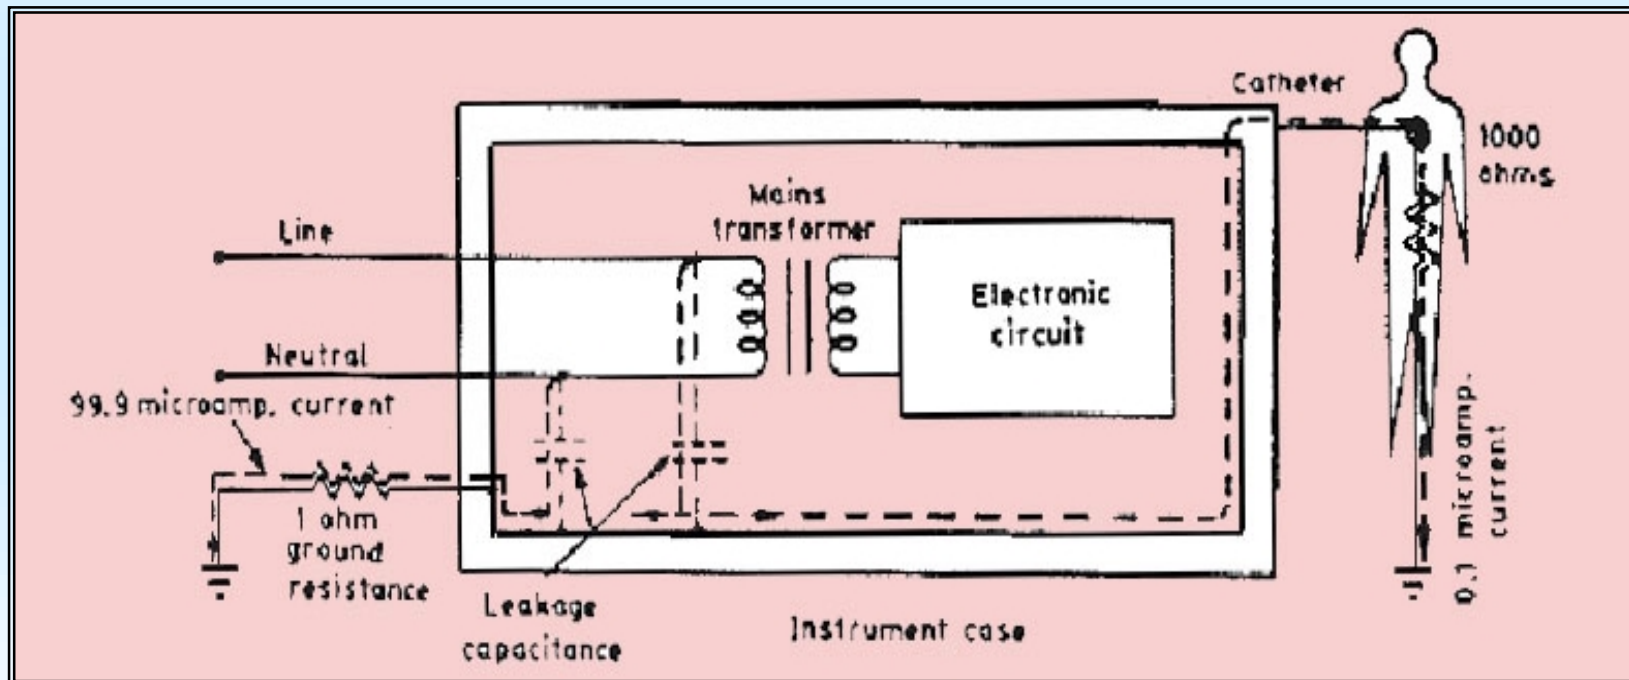 Catheter
1000
ohms
Mains
transformer
Line
Electronic
circuit
Neutral
99.9 microamp. current
1 ohm
ground
resistance
Leakage
capacitance
Instrument case
0.1 microamp.
current